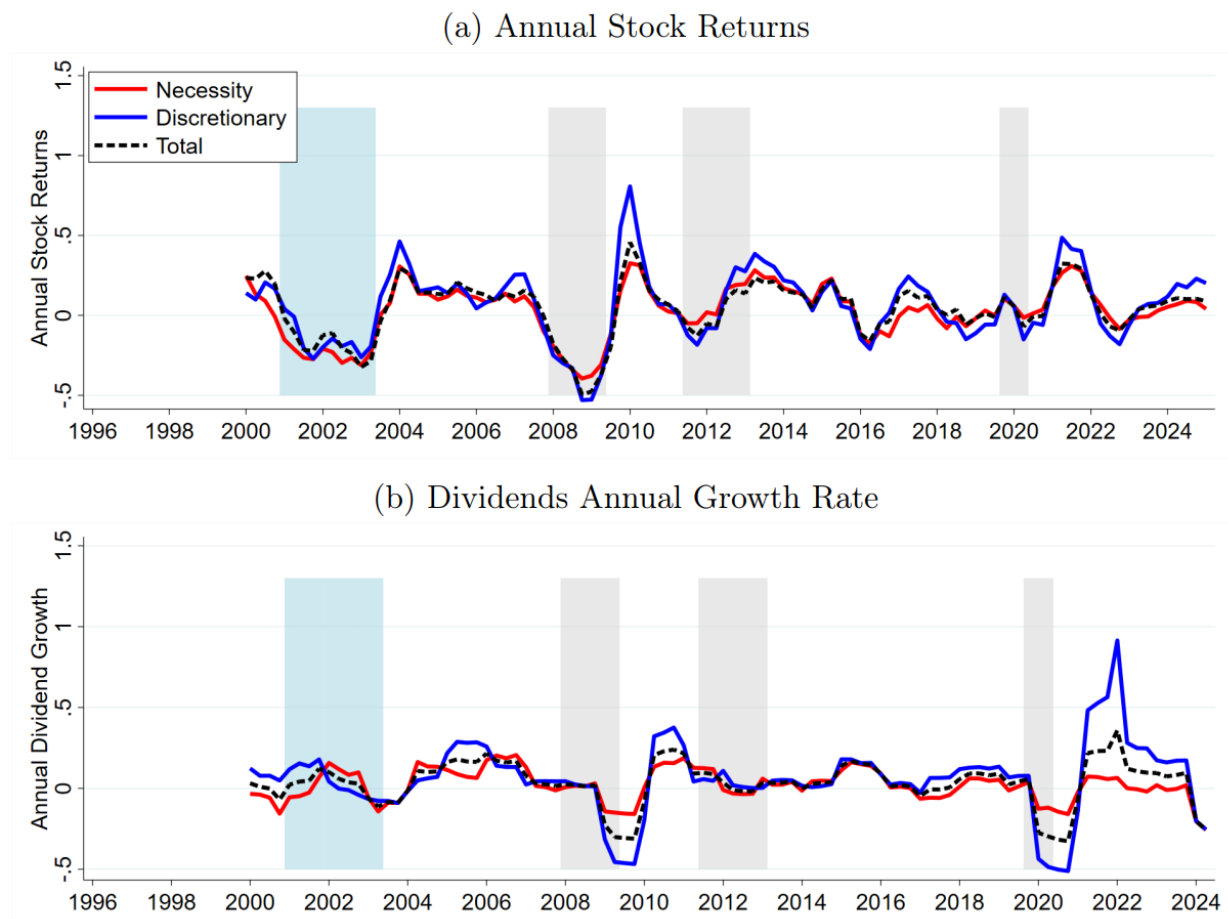 (a) Annual Stock Returns
Annual Stock Returns
1.5
1
.5
0
-.5
Necessity
Discretionary
Total
1996 1998 2000 2002 2004 2006 2008 2010 2012 2014 2016 2018 2020 2022 2024
(b) Dividends Annual Growth Rate
Annual Dividend Growth
1.5
1
.5
0
-.5
1996 1998 2000 2002 2004 2006 2008 2010 2012 2014 2016 2018 2020 2022 2024